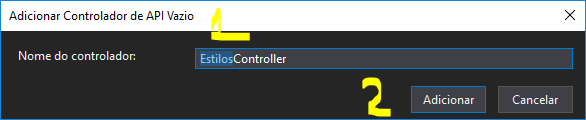 Adicionar Controlador de API Vazio
1
Nome do controlador: EstilosController
2 Adicionar Cancelar